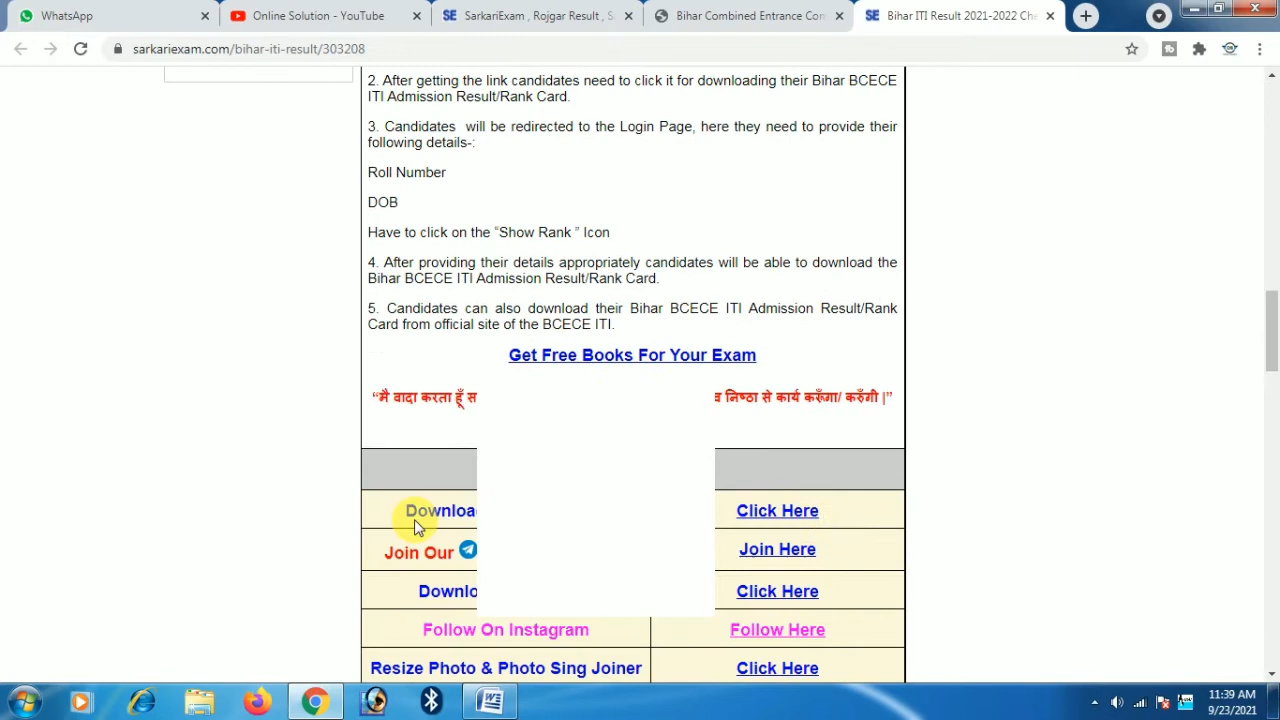 WhatsApp
Online Solution - YouTube
SarkariExam , RojgarResult , S
Bihar Combined Entrance Con
Bihar ITI Result 2021-2022 Che
sarkariexam.com/bihar-iti-result/303208
2. After getting the link candidates need to click it for downloading their Bihar BCECE
ITI Admission Result/Rank Card.
3. Candidates will be redirected to the Login Page, here they need to provide their
following details-:
Roll Number
DOB
Have to click on the “Show Rank ” Icon
4. After providing their details appropriately candidates will be able to download the
Bihar BCECE ITI Admission Result/Rank Card.
5. Candidates can also download their Bihar BCECE ITI Admission Result/Rank
Card from official site of the BCECE ITI.
Get Free Books For Your Exam
“मै वादा करता हूँ स व निष्ठा से कार्य करूँगा/ करुँगी |”
Downloa Click Here
Join Our Join Here
Downlo Click Here
Follow On Instagram Follow Here
Resize Photo & Photo Sing Joiner Click Here
11:39 AM
9/23/2021